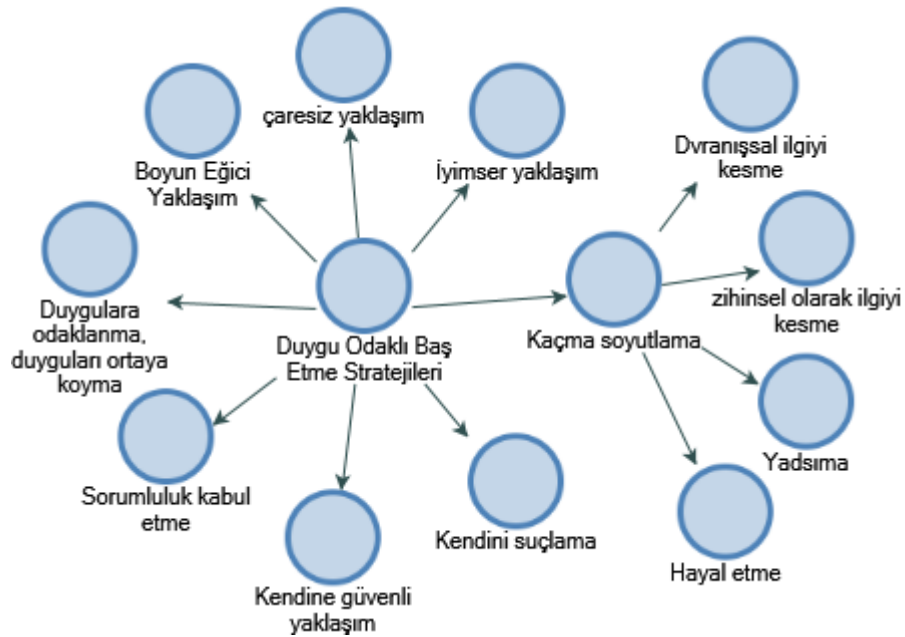 çaresiz yaklaşım
Boyun Eğici
Yaklaşım
İyimser yaklaşım
Dvranışsal ilgiyi
kesme
Duygulara
odaklanma,
duyguları ortaya
koyma
Duygu Odaklı Baş
Etme Stratejileri
Kaçma soyutlama
zihinsel olarak ilgiyi
kesme
Sorumluluk kabul
etme
Kendine güvenli
yaklaşım
Kendini suçlama
Yadsıma
Hayal etme